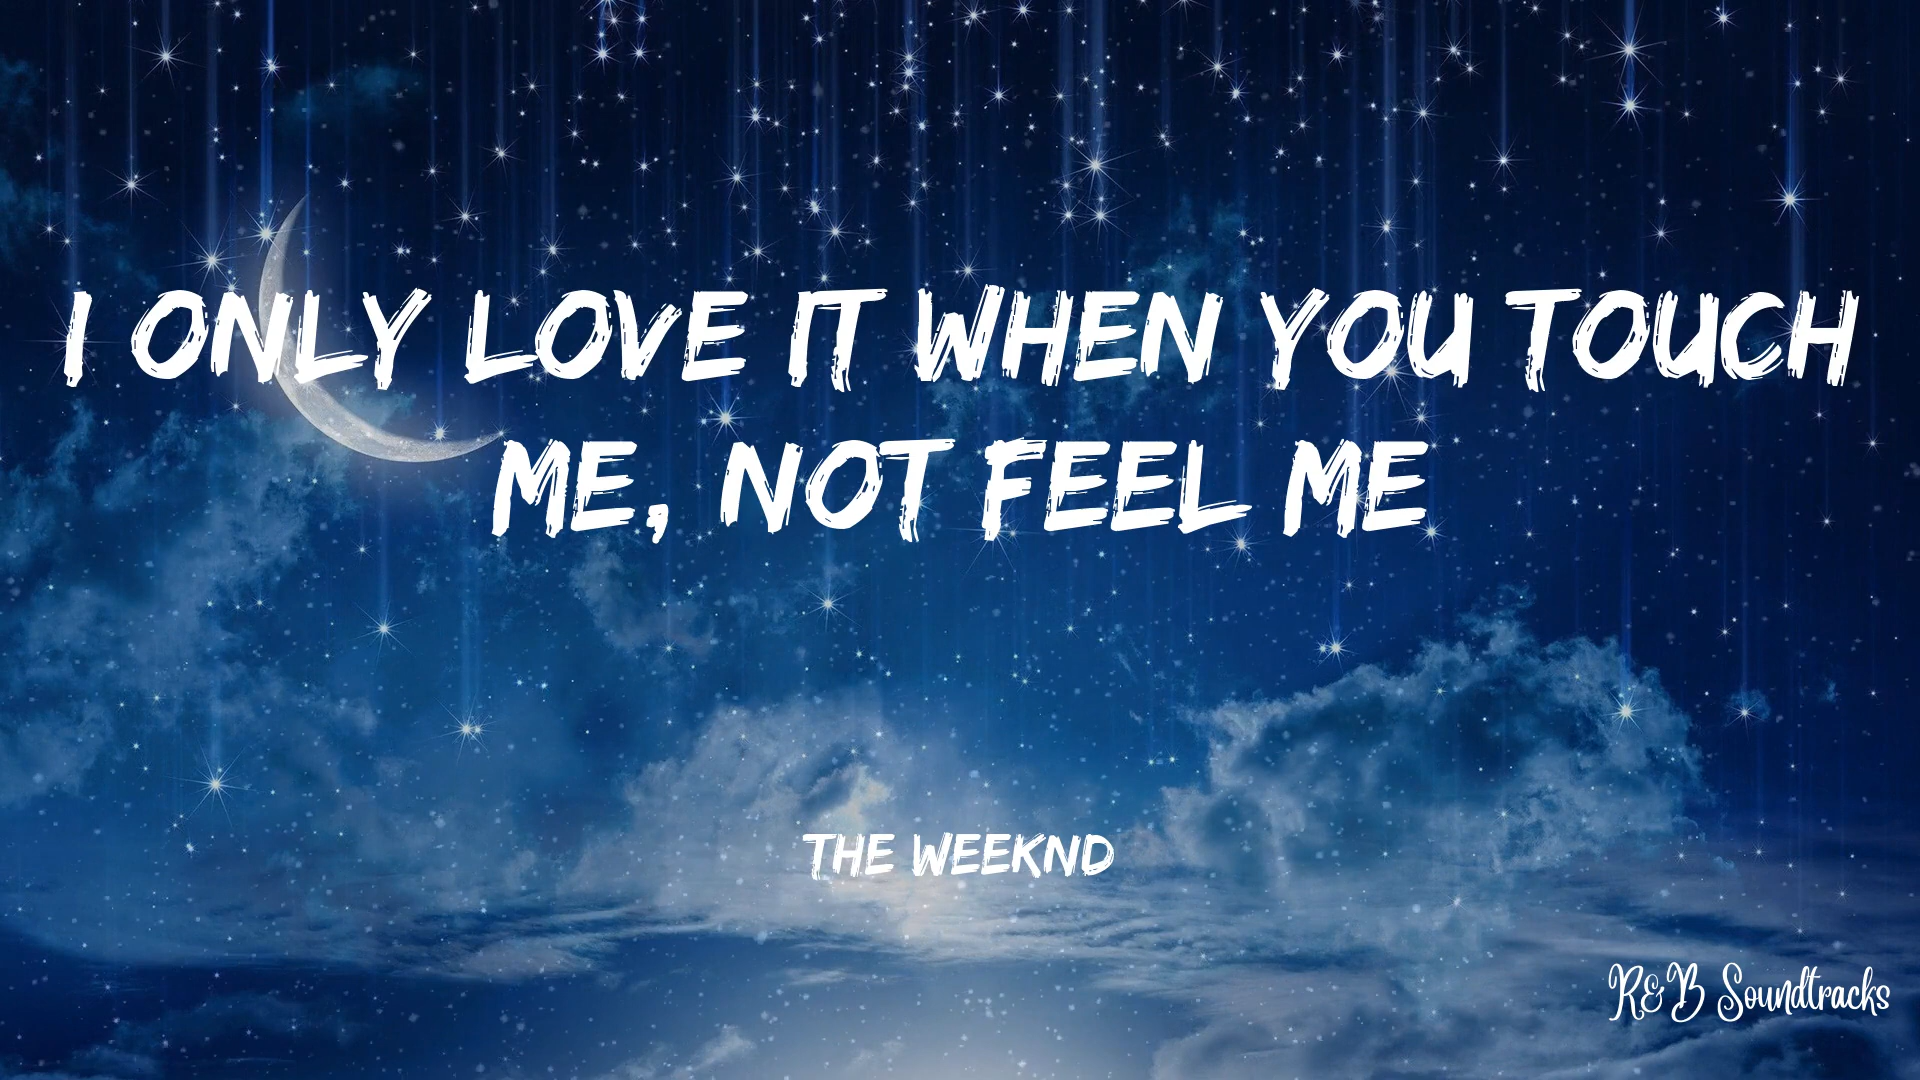 I ONLY LOVE IT WHEN YOU TOUCH
ME, NOT FEEL ME
THE WEEKND
R&B Soundtracks